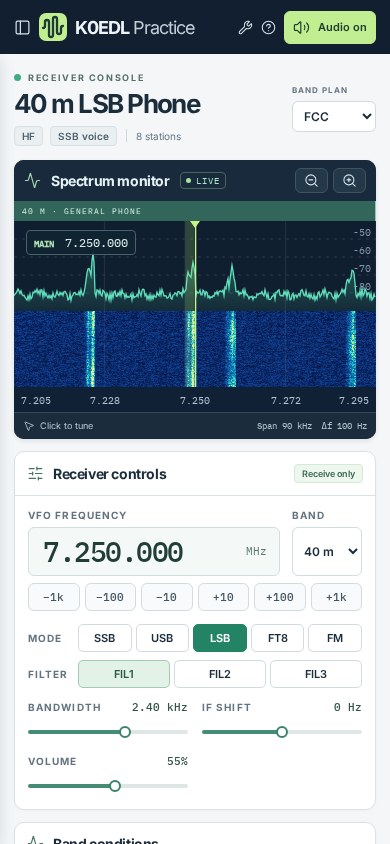 K0EDL Practice
Audio on
RECEIVER CONSOLE
40 m LSB Phone
BAND PLAN
FCC
HF
SSB voice
8 stations
Spectrum monitor
LIVE
40 M · GENERAL PHONE
MAIN 7.250.000
-50
-60
-70
-80
7.205 7.228 7.250 7.272 7.295
Click to tune
Span 90 kHz Δf 100 Hz
Receiver controls
Receive only
VFO FREQUENCY
BAND
7.250.000 MHz
40 m
−1k −100 −10 +10 +100 +1k
MODE SSB USB LSB FT8 FM
FILTER FIL1 FIL2 FIL3
BANDWIDTH 2.40 kHz IF SHIFT 0 Hz
VOLUME 55%
Band conditions